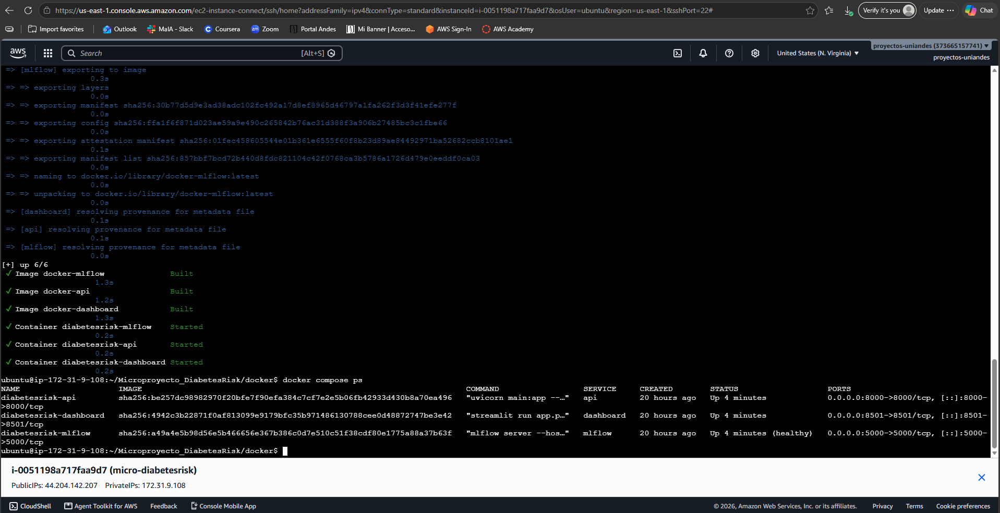 https://us-east-1.console.aws.amazon.com/ec2-instance-connect/ssh/home?addressFamily=ipv4&connType=standard&instanceId=i-0051198a717faa9d7&osUser=ubuntu&region=us-east-1&sshPort=22#
Verify it's you
Update
Chat
Import favorites
Outlook
MaIA - Slack
Coursera
Zoom
Portal Andes
Mi Banner | Acceso...
AWS Sign-In
AWS Academy
aws
Search
[Alt+S]
United States (N. Virginia)
proyectos-uniandes (373665157741)
proyectos-uniandes
=> [mlflow] exporting to image
0.3s
=> => exporting layers
0.0s
=> => exporting manifest sha256:30b77d5d9e3ad38adc102fc492a17d8ef8965d46797a1fa262f3d3f41efe277f
0.0s
=> => exporting config sha256:ffa1f6f871d023ae59a9e490c265842b76ac31d388f3a906b27485bc3c1fbe66
0.0s
=> => exporting attestation manifest sha256:01fec458605544e01b361e6555f60f8b23d89ae84492971ba52682ccb8101ae1
0.1s
=> => exporting manifest list sha256:857bbf7bcd72b440d8fdc821104c42f0768ca3b5786a1726d479e0eeddf0ca03
0.0s
=> => naming to docker.io/library/docker-mlflow:latest
0.0s
=> => unpacking to docker.io/library/docker-mlflow:latest
0.0s
=> [dashboard] resolving provenance for metadata file
0.1s
=> [api] resolving provenance for metadata file
0.1s
=> [mlflow] resolving provenance for metadata file
0.0s
[+] up 6/6
✓ Image docker-mlflow Built
1.3s
✓ Image docker-api Built
1.2s
✓ Image docker-dashboard Built
1.3s
✓ Container diabetesrisk-mlflow Started
0.2s
✓ Container diabetesrisk-api Started
0.2s
✓ Container diabetesrisk-dashboard Started
0.2s
ubuntu@ip-172-31-9-108:~/Microproyecto_DiabetesRisk/docker$ docker compose ps
NAME IMAGE COMMAND SERVICE CREATED STATUS PORTS
diabetesrisk-api sha256:be257dc98982970f20bfe7f90efa384c7cf7e2e5b06fb42933d430b8a70ea496 "uvicorn main:app --…" api 20 hours ago Up 4 minutes 0.0.0.0:8000->8000/tcp, [::]:8000-
>8000/tcp
diabetesrisk-dashboard sha256:4942c3b22871f0af813099e9179bfc35b971486130788cee0d48872747be3e42 "streamlit run app.p…" dashboard 20 hours ago Up 4 minutes 0.0.0.0:8501->8501/tcp, [::]:8501-
>8501/tcp
diabetesrisk-mlflow sha256:a49a4e5b98d56e5b466656e367b386c0d7e510c51f38cdf80e1775a88a37b63f "mlflow server --hos…" mlflow 20 hours ago Up 4 minutes (healthy) 0.0.0.0:5000->5000/tcp, [::]:5000-
>5000/tcp
ubuntu@ip-172-31-9-108:~/Microproyecto_DiabetesRisk/docker$
i-0051198a717faa9d7 (micro-diabetesrisk)
PublicIPs: 44.204.142.207 PrivateIPs: 172.31.9.108
CloudShell
Agent Toolkit for AWS
Feedback
Console Mobile App
© 2026, Amazon Web Services, Inc. or its affiliates.
Privacy
Terms
Cookie preferences